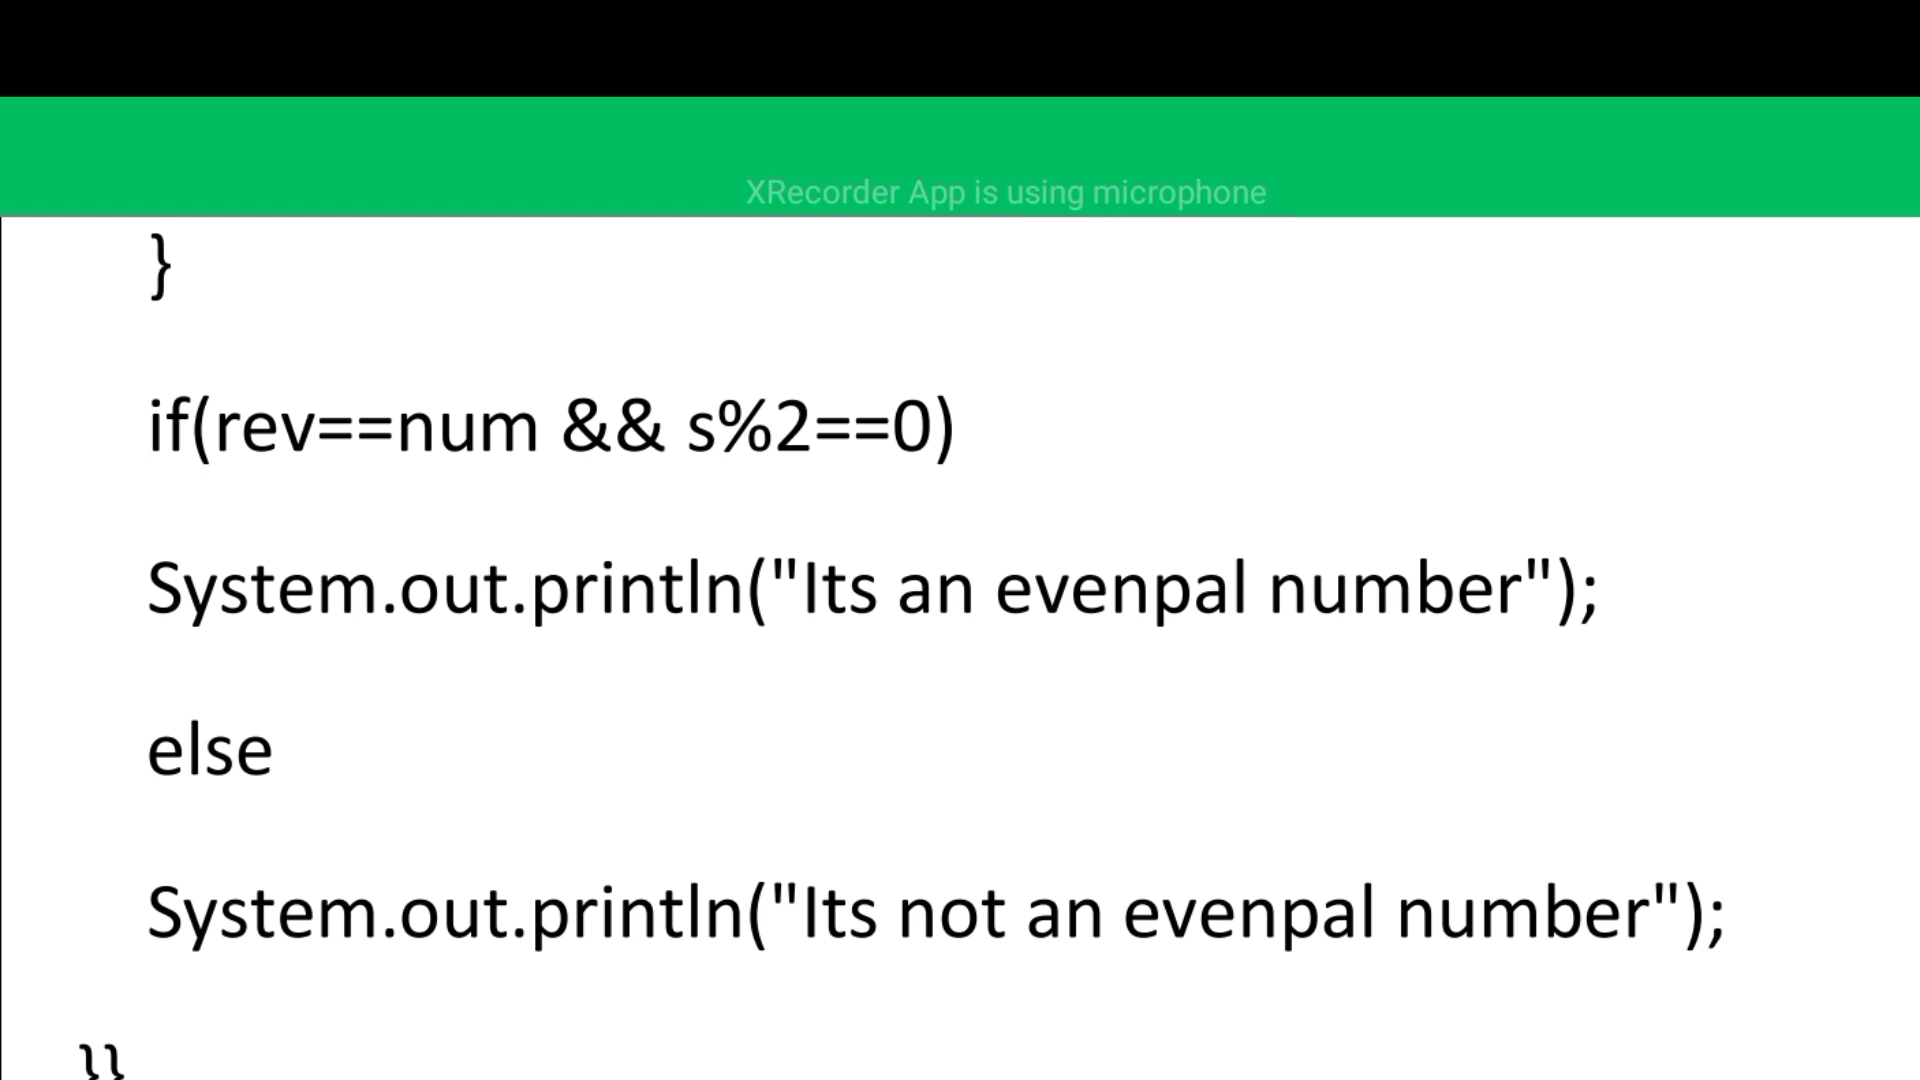 XRecorder App is using microphone
}
if(rev==num && s%2==0)
System.out.println("Its an evenpal number");
else
System.out.println("Its not an evenpal number");
}}